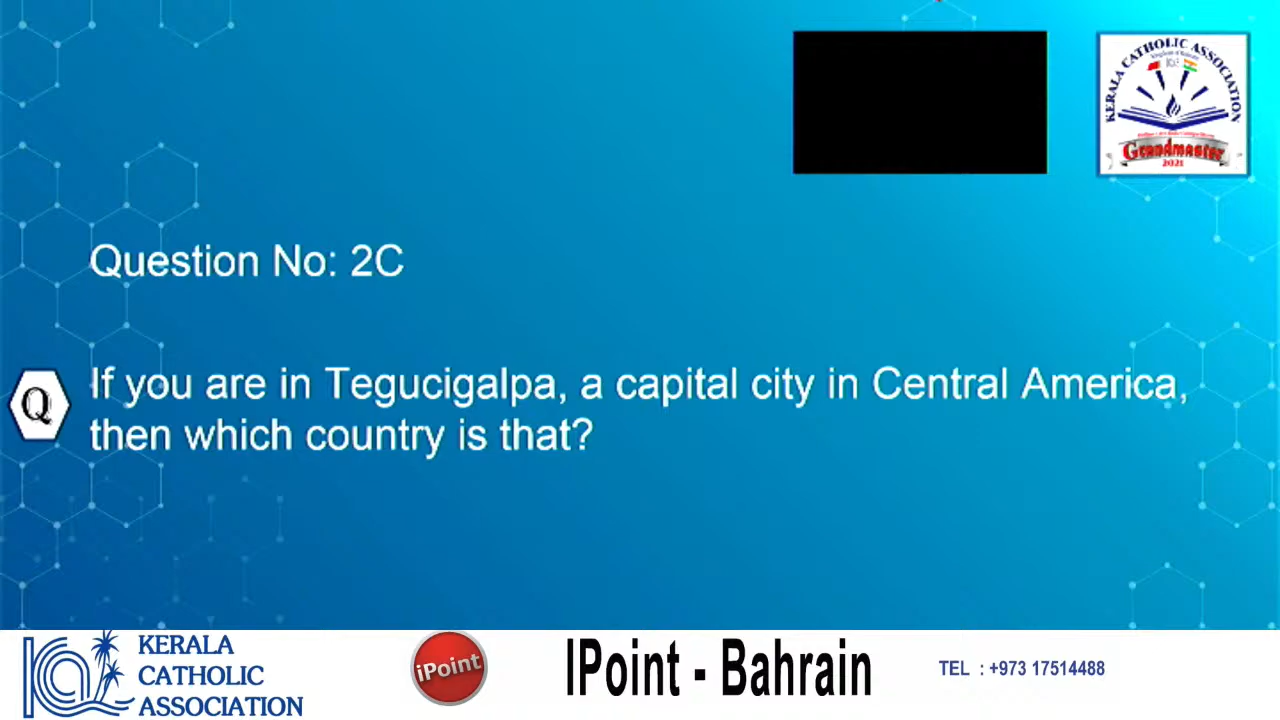 KERALA CATHOLIC ASSOCIATION
Grandmaster
2021
Question No: 2C
Q
If you are in Tegucigalpa, a capital city in Central America,
then which country is that?
KERALA
CATHOLIC
ASSOCIATION
iPoint
IPoint - Bahrain
TEL : +973 17514488